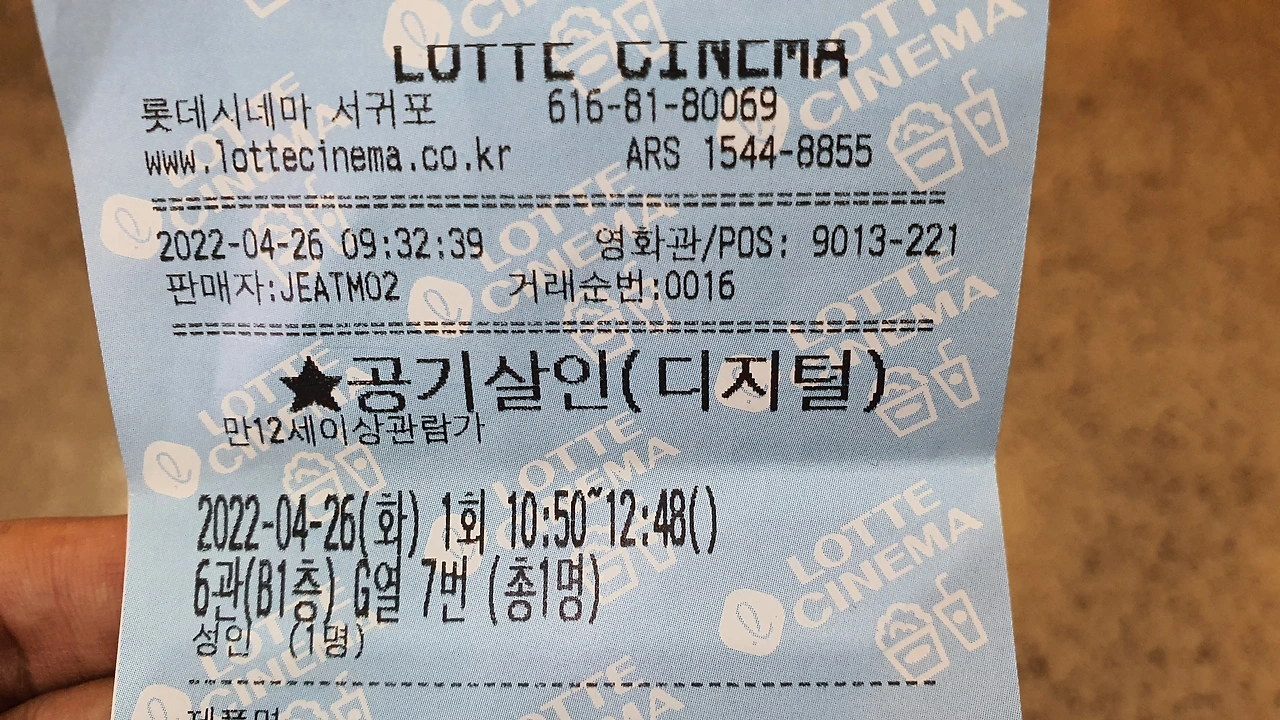 LOTTE CINEMA
롯데시네마 서귀포 616-81-80069
www.lottecinema.co.kr ARS 1544-8855
================================================
2022-04-26 09:32:39 영화관/POS: 9013-221
판매자:JEATM02 거래순번:0016
================================================
★공기살인(디지털)
만12세이상관람가
2022-04-26(화) 1회 10:50~12:48()
6관(B1층) G열 7번 (총1명)
성인 (1명)
------------------------------------------------
제품명